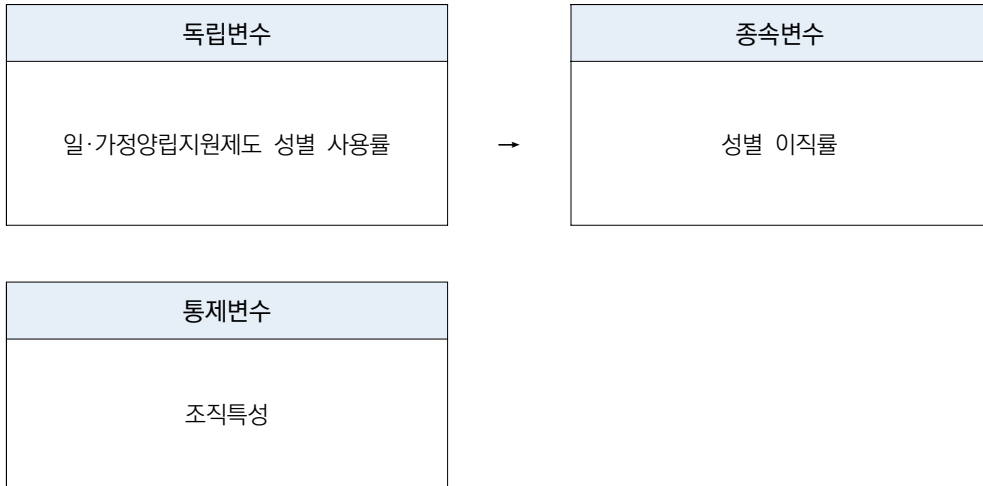 독립변수
종속변수
일·가정양립지원제도 성별 사용률
→
성별 이직률
통제변수
조직특성